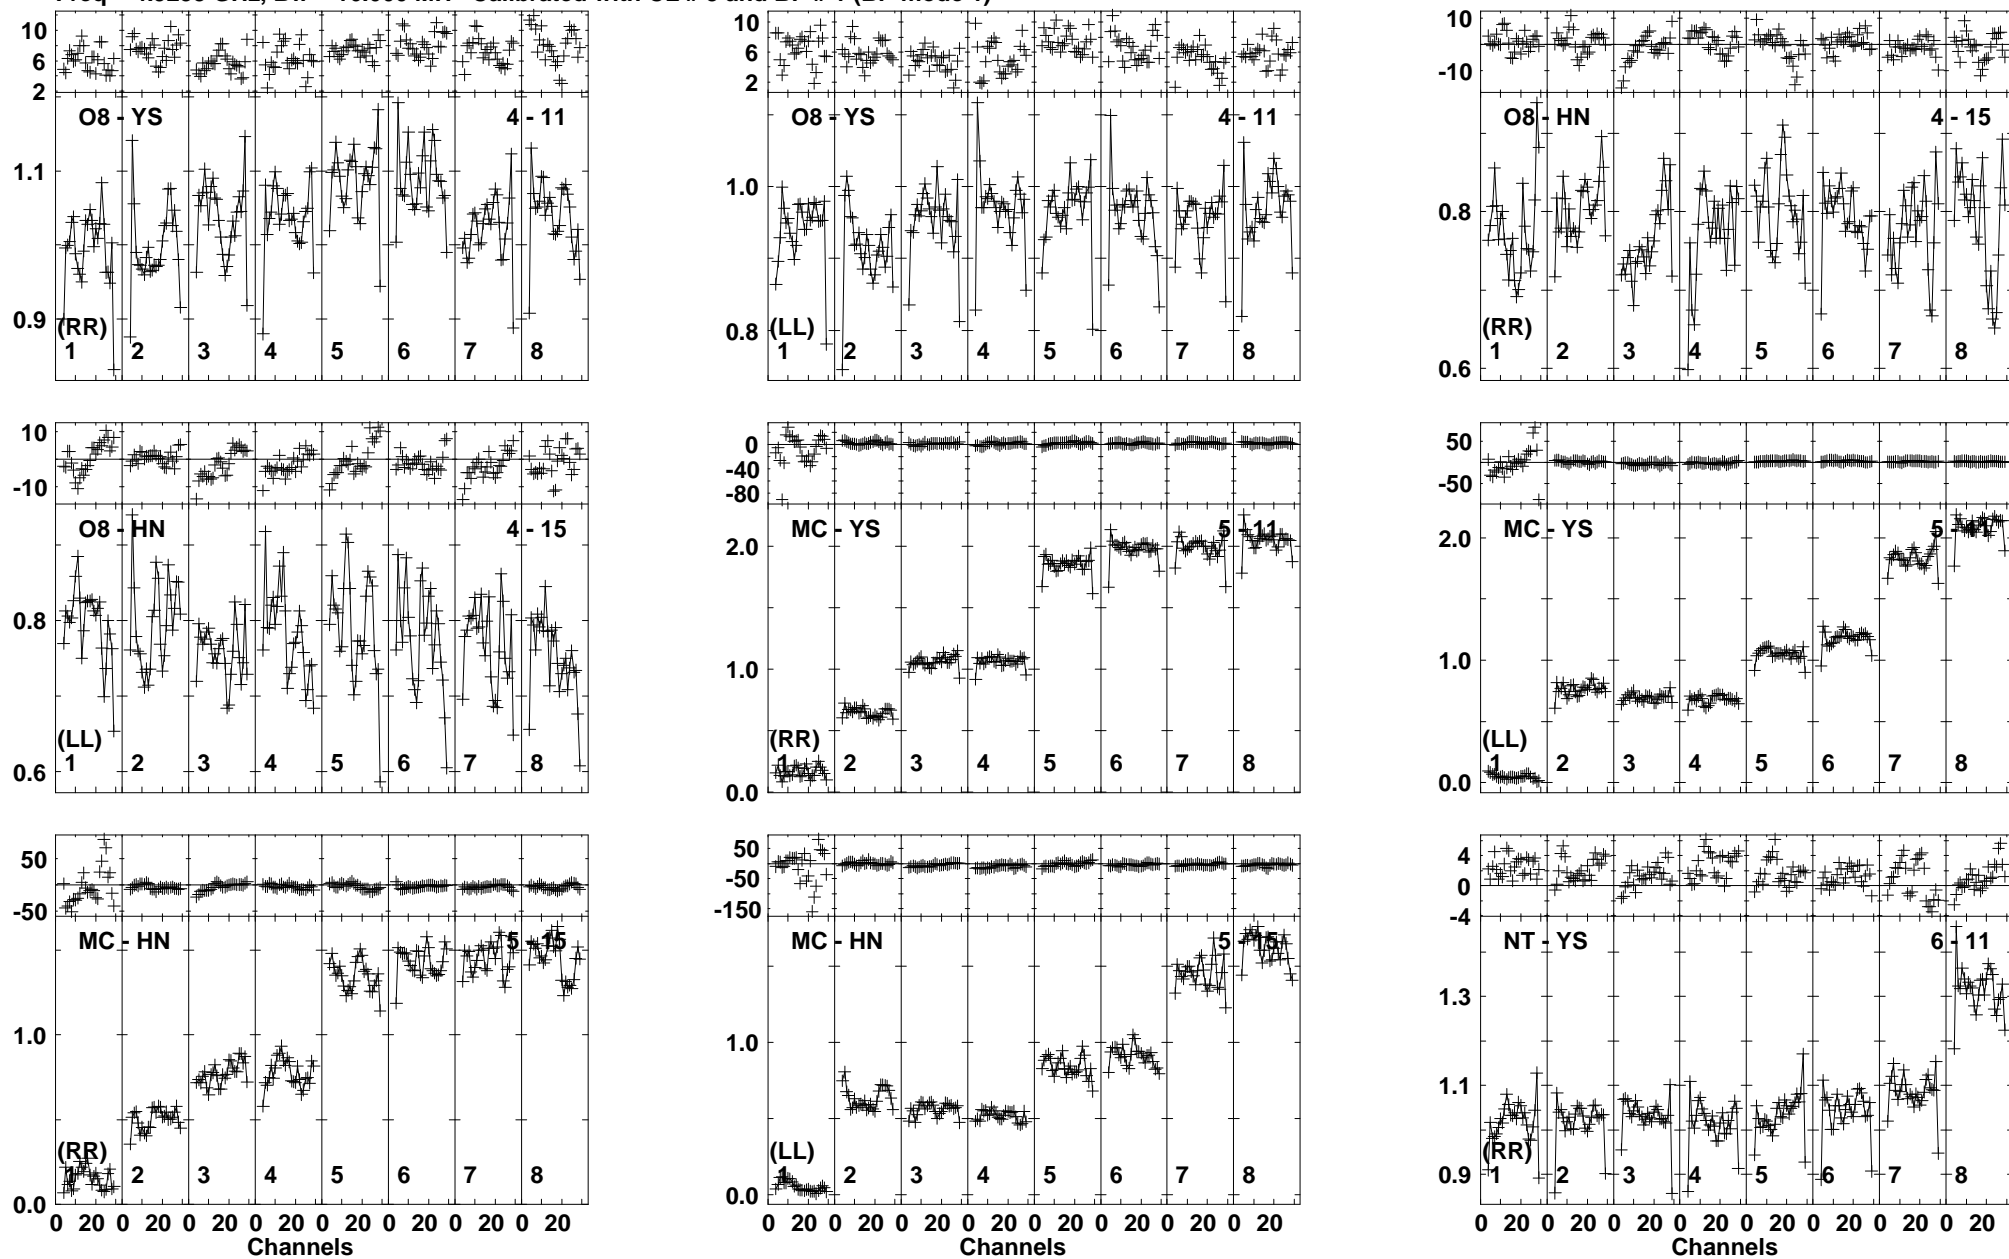 10 6 2
O8 - YS 4 - 11
1.1
0.9
(RR)
1 2 3 4 5 6 7 8
10 6 2
O8 - YS 4 - 11
1.0
0.8
(LL)
1 2 3 4 5 6 7 8
10 -10
O8 - HN 4 - 15
0.8
0.6
(RR)
1 2 3 4 5 6 7 8
10 -10
O8 - HN 4 - 15
0.8
0.6
(LL)
1 2 3 4 5 6 7 8
0 -40 -80
MC - YS 5 - 11
2.0
1.0
0.0
(RR)
1 2 3 4 5 6 7 8
50 -50
MC - YS 5 - 11
2.0
1.0
0.0
(LL)
1 2 3 4 5 6 7 8
50 -50
MC - HN 5 - 15
1.0
0.0
(RR)
1 2 3 4 5 6 7 8
0 20 0 20 0 20 0 20 0 20 0 20 0 20 0 20
Channels
50 -50 -150
MC - HN 5 - 15
1.0
0.0
(LL)
1 2 3 4 5 6 7 8
0 20 0 20 0 20 0 20 0 20 0 20 0 20 0 20
Channels
4 0 -4
NT - YS 6 - 11
1.3
1.1
0.9
(RR)
1 2 3 4 5 6 7 8
0 20 0 20 0 20 0 20 0 20 0 20 0 20 0 20
Channels